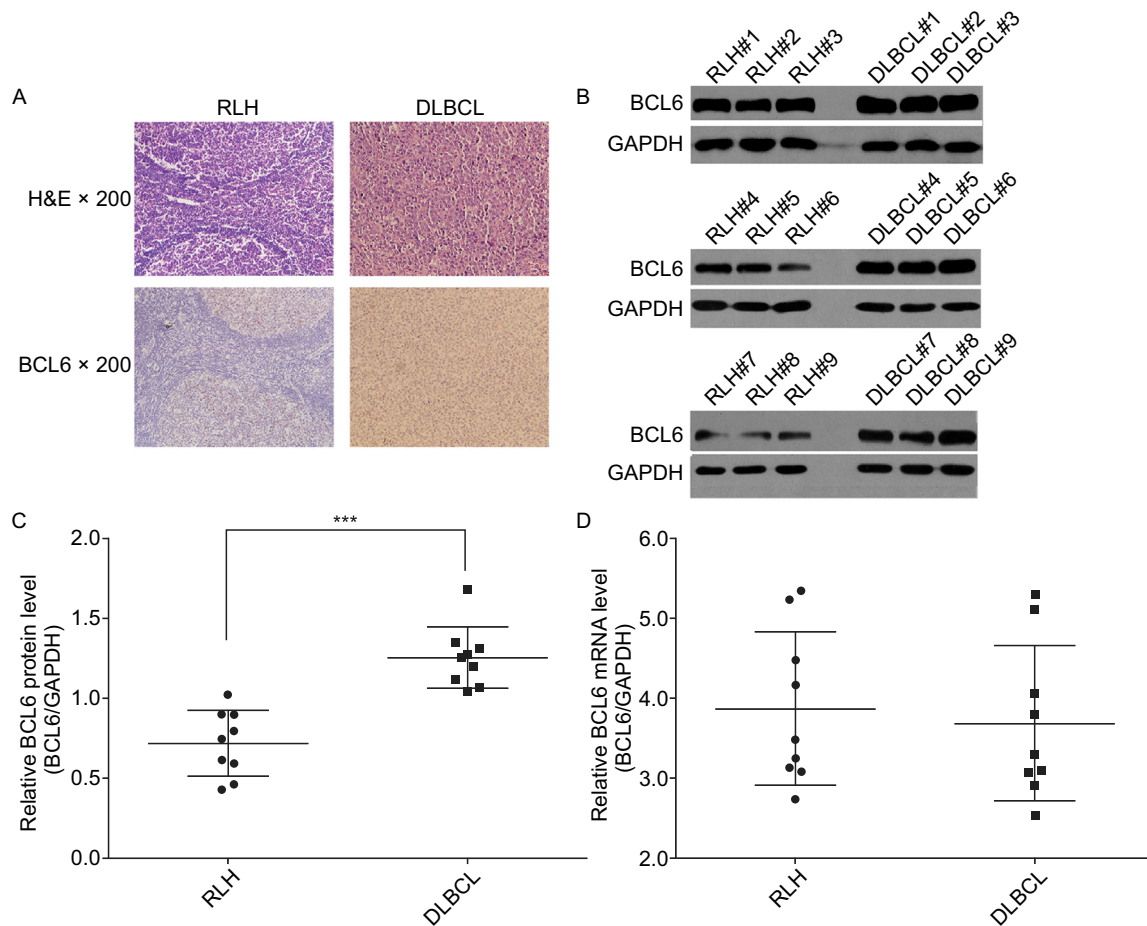 A
RLH
DLBCL
H&E × 200
BCL6 × 200
B
RLH#1
RLH#2
RLH#3
DLBCL#1
DLBCL#2
DLBCL#3
BCL6
GAPDH
RLH#4
RLH#5
RLH#6
DLBCL#4
DLBCL#5
DLBCL#6
BCL6
GAPDH
RLH#7
RLH#8
RLH#9
DLBCL#7
DLBCL#8
DLBCL#9
BCL6
GAPDH
C
Relative BCL6 protein level
(BCL6/GAPDH)
2.0
1.5
1.0
0.5
0.0
***
RLH
DLBCL
D
Relative BCL6 mRNA level
(BCL6/GAPDH)
6.0
5.0
4.0
3.0
2.0
RLH
DLBCL